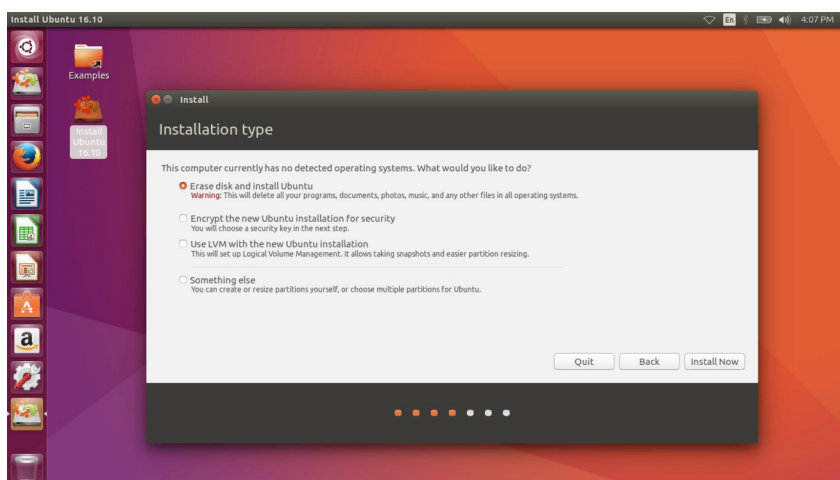 Install Ubuntu 16.10
En
4:07 PM
Examples
Install
Ubuntu
16.10
Install
Installation type
This computer currently has no detected operating systems. What would you like to do?
Erase disk and install Ubuntu
Warning: This will delete all your programs, documents, photos, music, and any other files in all operating systems.
Encrypt the new Ubuntu installation for security
You will choose a security key in the next step.
Use LVM with the new Ubuntu installation
This will set up Logical Volume Management. It allows taking snapshots and easier partition resizing.
Something else
You can create or resize partitions yourself, or choose multiple partitions for Ubuntu.
Quit Back Install Now
a